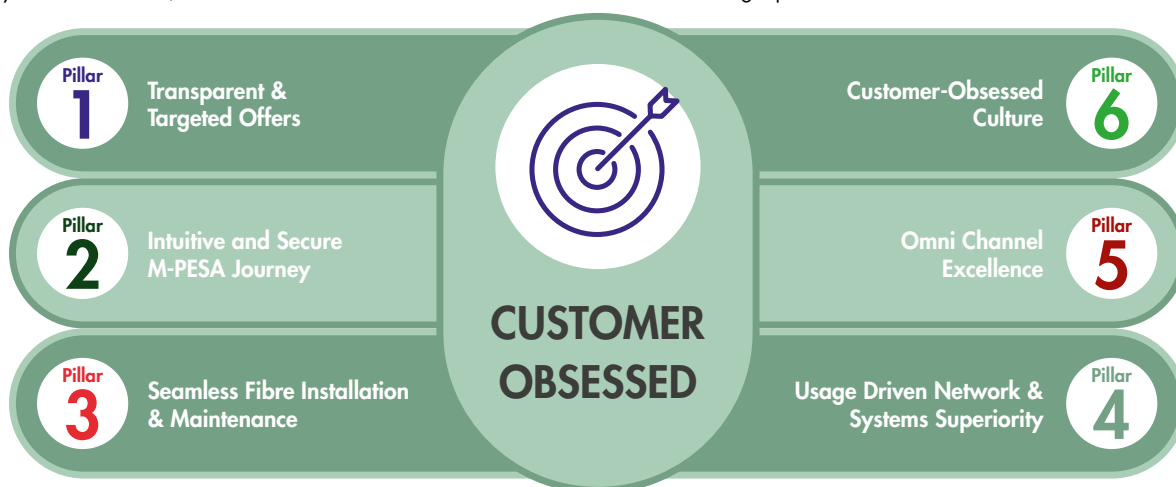 Pillar
1
Transparent &
Targeted Offers
Pillar
2
Intuitive and Secure
M-PESA Journey
Pillar
3
Seamless Fibre Installation
& Maintenance
CUSTOMER
OBSESSED
Customer-Obsessed
Culture
Pillar
6
Omni Channel
Excellence
Pillar
5
Usage Driven Network &
Systems Superiority
Pillar
4